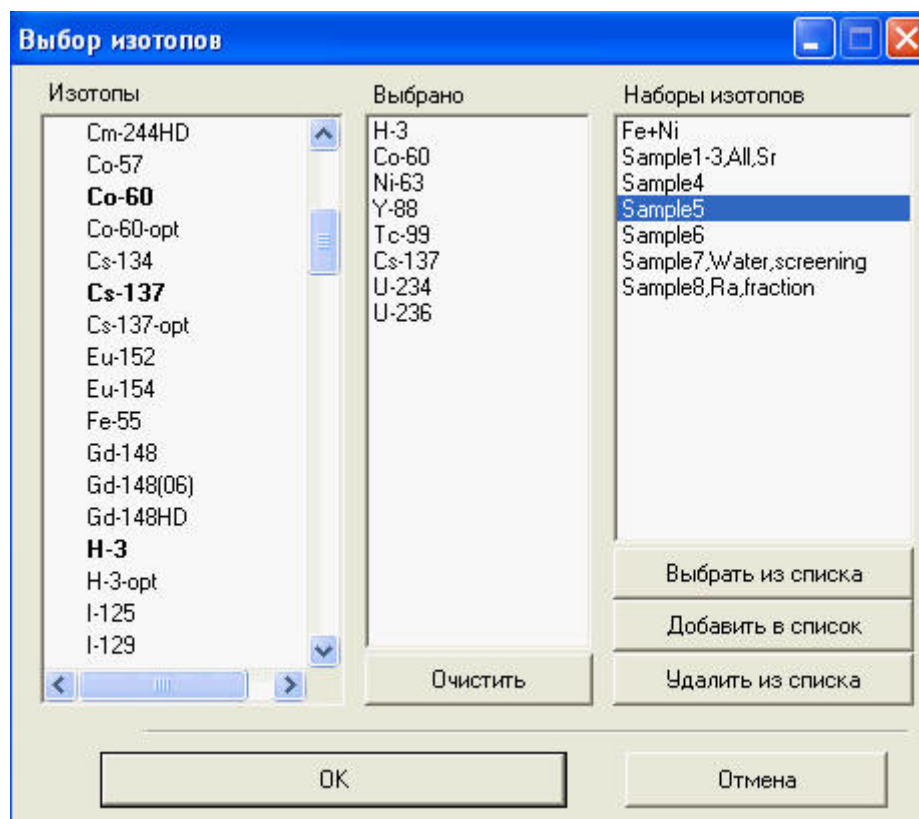 Выбор изотопов
Изотопы
Cm-244HD
Co-57
Co-60
Co-60-opt
Cs-134
Cs-137
Cs-137-opt
Eu-152
Eu-154
Fe-55
Gd-148
Gd-148(06)
Gd-148HD
H-3
H-3-opt
I-125
I-129
Выбрано
H-3
Co-60
Ni-63
Y-88
Tc-99
Cs-137
U-234
U-236
Очистить
Наборы изотопов
Fe+Ni
Sample1-3,All,Sr
Sample4
Sample5
Sample6
Sample7,Water,screening
Sample8,Ra,fraction
Выбрать из списка
Добавить в список
Удалить из списка
OK
Отмена